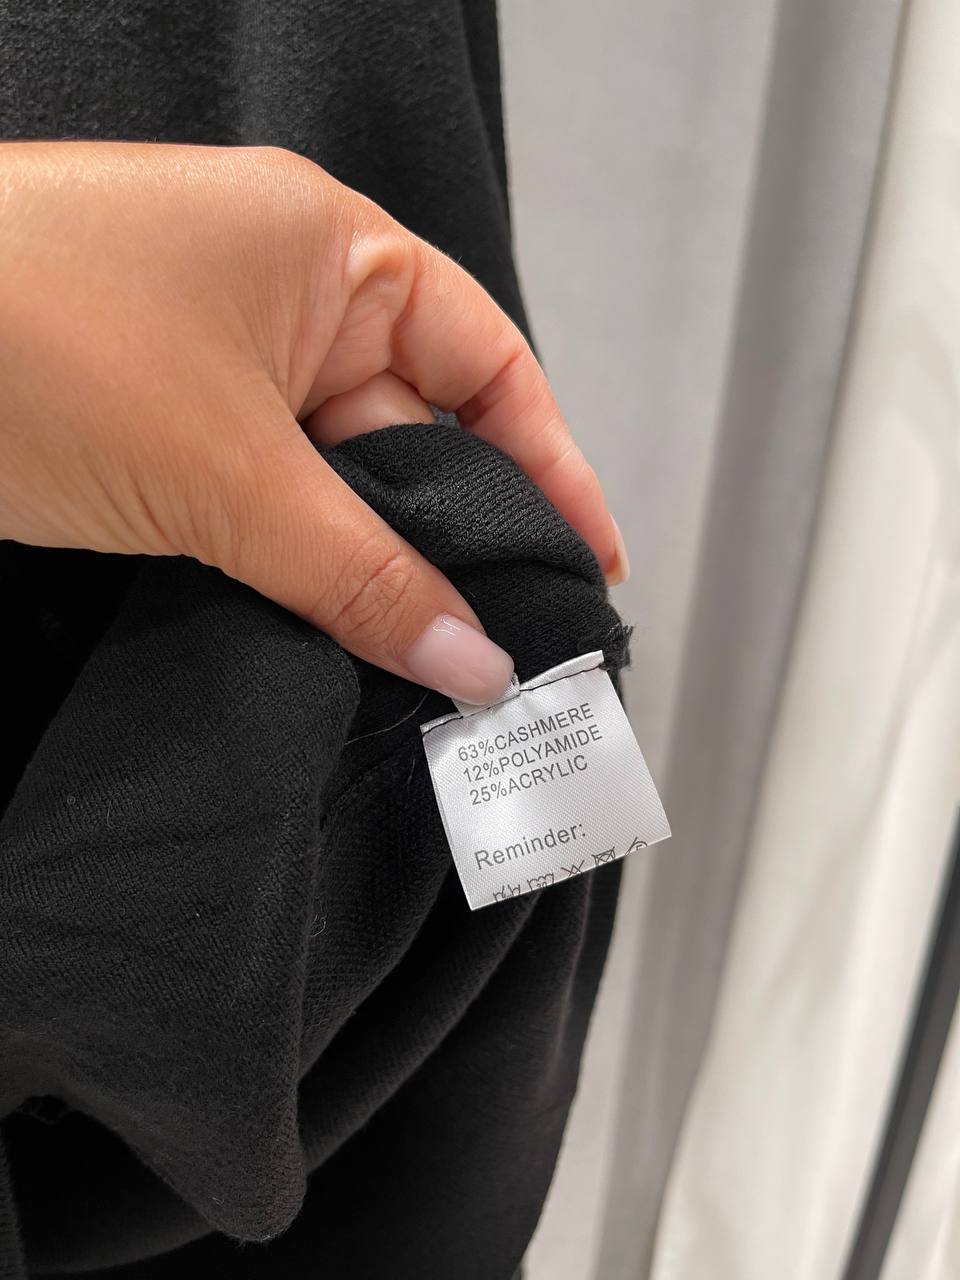 63%CASHMERE
12%POLYAMIDE
25%ACRYLIC
Reminder: